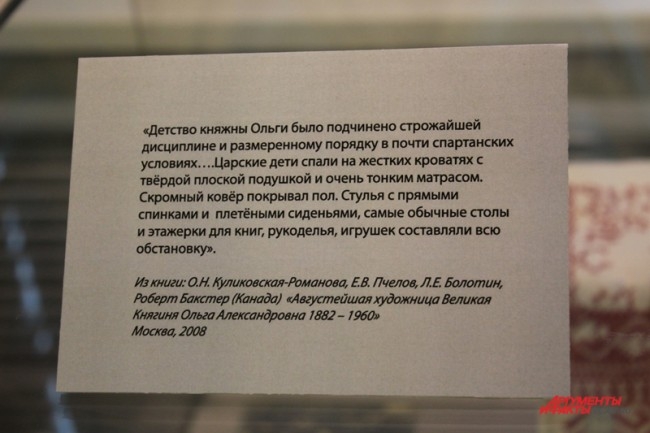 «Детство княжны Ольги было подчинено строжайшей
дисциплине и размеренному порядку в почти спартанских
условиях….Царские дети спали на жестких кроватях с
твёрдой плоской подушкой и очень тонким матрасом.
Скромный ковёр покрывал пол. Стулья с прямыми
спинками и плетёными сиденьями, самые обычные столы
и этажерки для книг, рукоделья, игрушек составляли всю
обстановку».
Из книги: О.Н. Куликовская-Романова, Е.В. Пчелов, Л.Е. Болотин,
Роберт Бакстер (Канада) «Августейшая художница Великая
Княгиня Ольга Александровна 1882 – 1960»
Москва, 2008
АРГУМЕНТЫ
И ФАКТЫ